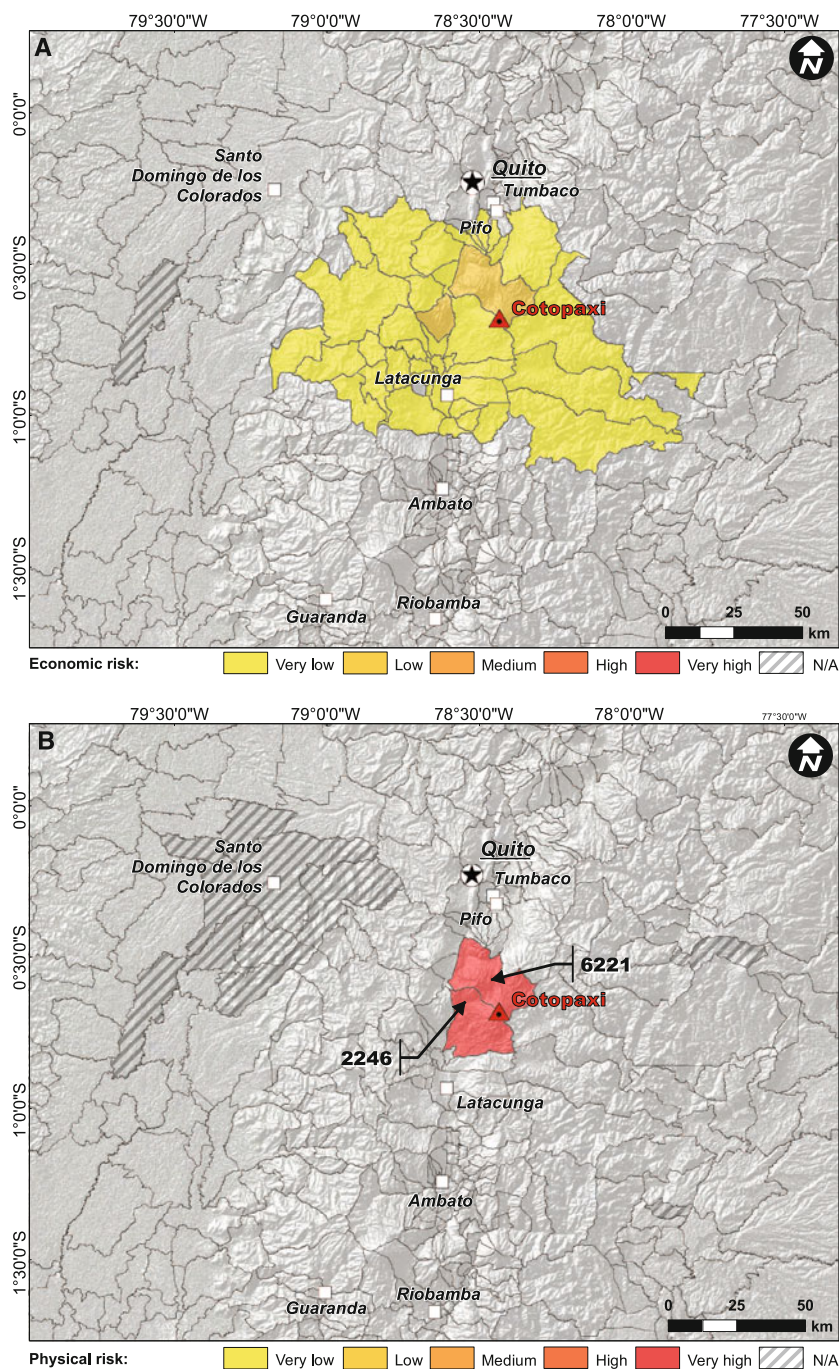 79°30'0"W 79°0'0"W 78°30'0"W 78°0'0"W 77°30'0"W
A
N
0°0'0"
0°30'0"S
1°0'0"S
1°30'0"S
Santo
Domingo de los
Colorados
Quito
Tumbaco
Pifo
Cotopaxi
Latacunga
Ambato
Guaranda
Riobamba
0 25 50
km
Economic risk: Very low Low Medium High Very high N/A
79°30'0"W 79°0'0"W 78°30'0"W 78°0'0"W 77°30'0"W
B
N
0°0'0"
0°30'0"S
1°0'0"S
1°30'0"S
Santo
Domingo de los
Colorados
Quito
Tumbaco
Pifo
6221
Cotopaxi
2246
Latacunga
Ambato
Guaranda
Riobamba
0 25 50
km
Physical risk: Very low Low Medium High Very high N/A